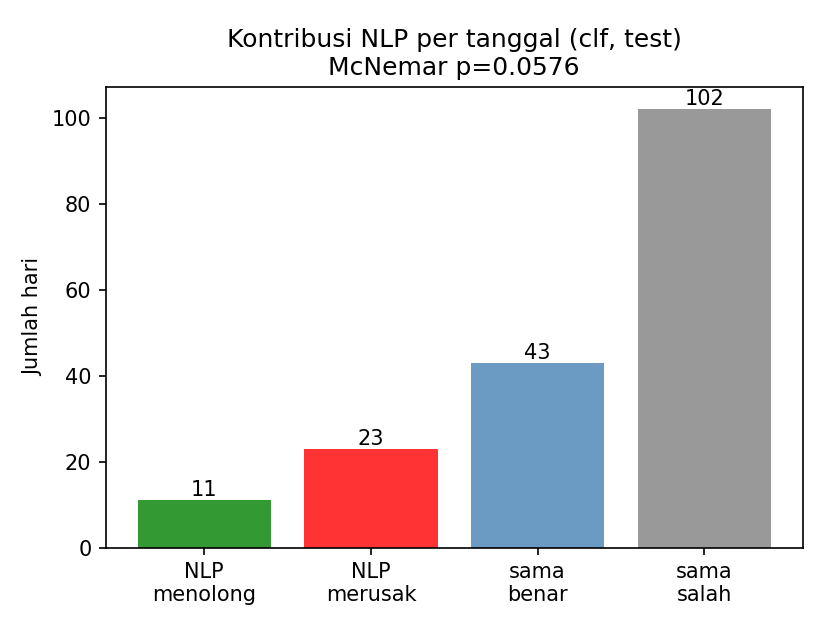 Kontribusi NLP per tanggal (clf, test)
McNemar p=0.0576
Jumlah hari
100
80
60
40
20
0
11
23
43
102
NLP
menolong
NLP
merusak
sama
benar
sama
salah